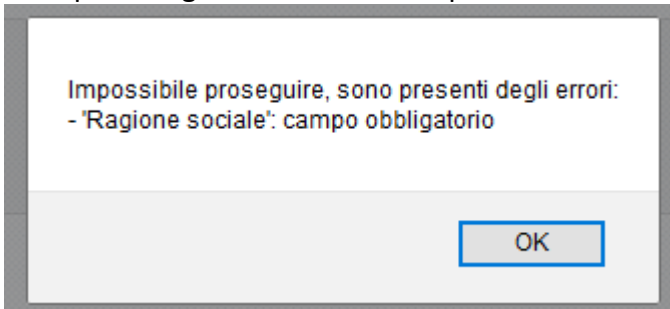 Impossibile proseguire, sono presenti degli errori:
- 'Ragione sociale': campo obbligatorio
OK